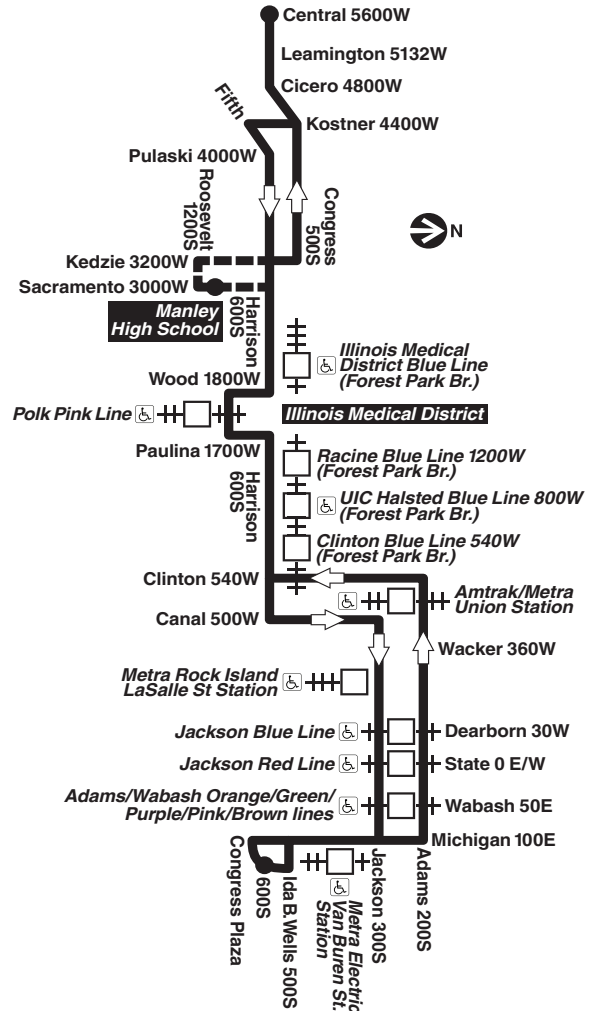 Central 5600W
Leamington 5132W
Cicero 4800W
Fifth
Kostner 4400W
Pulaski 4000W
Roosevelt
1200S
Congress
500S
N
Kedzie 3200W
Sacramento 3000W
Manley
High School
Harrison
600S
Illinois Medical
District Blue Line
(Forest Park Br.)
Wood 1800W
Polk Pink Line
Illinois Medical District
Paulina 1700W
Racine Blue Line 1200W
(Forest Park Br.)
Harrison
600S
UIC Halsted Blue Line 800W
(Forest Park Br.)
Clinton Blue Line 540W
(Forest Park Br.)
Clinton 540W
Amtrak/Metra
Union Station
Canal 500W
Wacker 360W
Metra Rock Island
LaSalle St Station
Jackson Blue Line
Dearborn 30W
Jackson Red Line
State 0 E/W
Adams/Wabash Orange/Green/
Purple/Pink/Brown lines
Wabash 50E
Michigan 100E
Congress Plaza
600S
Ida B.Wells 500S
Metra Electric
Van Buren St.
Station
Jackson 300S
Adams 200S